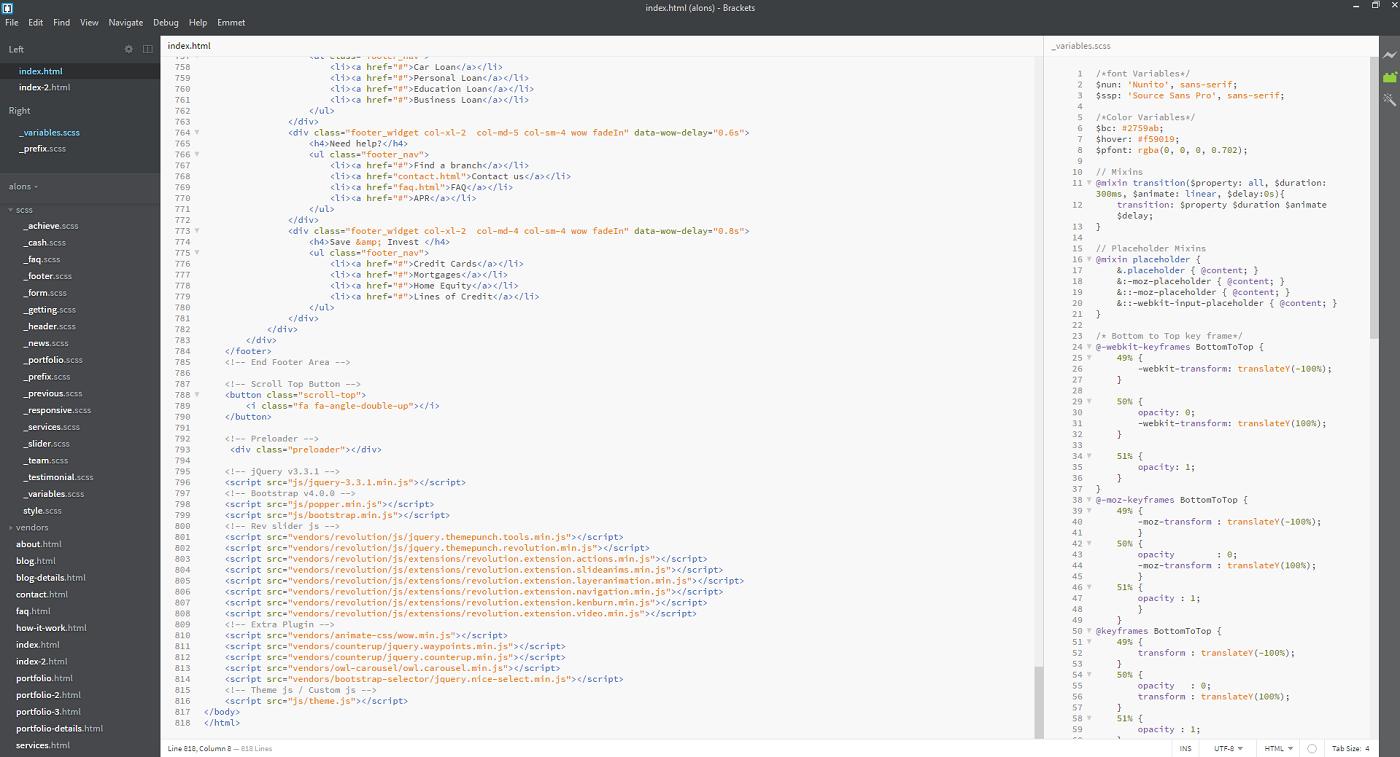 index.html (alons) - Brackets
File Edit Find View Navigate Debug Help Emmet
Left
index.html
index-2.html
Right
_variables.scss
_prefix.scss
alons
scss
_achieve.scss
_cash.scss
_faq.scss
_footer.scss
_form.scss
_getting.scss
_header.scss
_news.scss
_portfolio.scss
_prefix.scss
_previous.scss
_responsive.scss
_services.scss
_slider.scss
_team.scss
_testimonial.scss
_variables.scss
style.scss
vendors
about.html
blog.html
blog-details.html
contact.html
faq.html
how-it-work.html
index.html
index-2.html
portfolio.html
portfolio-2.html
portfolio-3.html
portfolio-details.html
services.html
index.html
757 <ul class="footer_nav">
758 <li><a href="#">Car Loan</a></li>
759 <li><a href="#">Personal Loan</a></li>
760 <li><a href="#">Education Loan</a></li>
761 <li><a href="#">Business Loan</a></li>
762 </ul>
763 </div>
764 <div class="footer_widget col-xl-2  col-md-5 col-sm-4 wow fadeIn" data-wow-delay="0.6s">
765 <h4>Need help?</h4>
766 <ul class="footer_nav">
767 <li><a href="#">Find a branch</a></li>
768 <li><a href="contact.html">Contact us</a></li>
769 <li><a href="faq.html">FAQ</a></li>
770 <li><a href="#">APR</a></li>
771 </ul>
772 </div>
773 <div class="footer_widget col-xl-2  col-md-4 col-sm-4 wow fadeIn" data-wow-delay="0.8s">
774 <h4>Save &amp; Invest </h4>
775 <ul class="footer_nav">
776 <li><a href="#">Credit Cards</a></li>
777 <li><a href="#">Mortgages</a></li>
778 <li><a href="#">Home Equity</a></li>
779 <li><a href="#">Lines of Credit</a></li>
780 </ul>
781 </div>
782 </div>
783 </div>
784 </footer>
785 <!-- End Footer Area -->
786
787 <!-- Scroll Top Button -->
788 <button class="scroll-top">
789 <i class="fa fa-angle-double-up"></i>
790 </button>
791
792 <!-- Preloader -->
793 <div class="preloader"></div>
794
795 <!-- jQuery v3.3.1 -->
796 <script src="js/jquery-3.3.1.min.js"></script>
797 <!-- Bootstrap v4.0.0 -->
798 <script src="js/popper.min.js"></script>
799 <script src="js/bootstrap.min.js"></script>
800 <!-- Rev slider js -->
801 <script src="vendors/revolution/js/jquery.themepunch.tools.min.js"></script>
802 <script src="vendors/revolution/js/jquery.themepunch.revolution.min.js"></script>
803 <script src="vendors/revolution/js/extensions/revolution.extension.actions.min.js"></script>
804 <script src="vendors/revolution/js/extensions/revolution.extension.slideanims.min.js"></script>
805 <script src="vendors/revolution/js/extensions/revolution.extension.layeranimation.min.js"></script>
806 <script src="vendors/revolution/js/extensions/revolution.extension.navigation.min.js"></script>
807 <script src="vendors/revolution/js/extensions/revolution.extension.kenburn.min.js"></script>
808 <script src="vendors/revolution/js/extensions/revolution.extension.video.min.js"></script>
809 <!-- Extra Plugin -->
810 <script src="vendors/animate-css/wow.min.js"></script>
811 <script src="vendors/counterup/jquery.waypoints.min.js"></script>
812 <script src="vendors/counterup/jquery.counterup.min.js"></script>
813 <script src="vendors/owl-carousel/owl.carousel.min.js"></script>
814 <script src="vendors/bootstrap-selector/jquery.nice-select.min.js"></script>
815 <!-- Theme js / Custom js -->
816 <script src="js/theme.js"></script>
817 </body>
818 </html>
_variables.scss
1 /*font Variables*/
2 $nun: 'Nunito', sans-serif;
3 $ssp: 'Source Sans Pro', sans-serif;
4
5 /*Color Variables*/
6 $bc: #2759ab;
7 $hover: #f59019;
8 $pfont: rgba(0, 0, 0, 0.702);
9
10 // Mixins
11 @mixin transition($property: all, $duration:
300ms, $animate: linear, $delay:0s){
12 transition: $property $duration $animate
$delay;
13 }
14
15 // Placeholder Mixins
16 @mixin placeholder {
17 &.placeholder { @content; }
18 &:-moz-placeholder { @content; }
19 &::-moz-placeholder { @content; }
20 &::-webkit-input-placeholder { @content; }
21 }
22
23 /* Bottom to Top key frame*/
24 @-webkit-keyframes BottomToTop {
25 49% {
26 -webkit-transform: translateY(-100%);
27 }
28
29 50% {
30 opacity: 0;
31 -webkit-transform: translateY(100%);
32 }
33
34 51% {
35 opacity: 1;
36 }
37 }
38 @-moz-keyframes BottomToTop {
39 49% {
40 -moz-transform : translateY(-100%);
41 }
42 50% {
43 opacity        : 0;
44 -moz-transform : translateY(100%);
45 }
46 51% {
47 opacity : 1;
48 }
49 }
50 @keyframes BottomToTop {
51 49% {
52 transform : translateY(-100%);
53 }
54 50% {
55 opacity   : 0;
56 transform : translateY(100%);
57 }
58 51% {
59 opacity : 1;
Line 818, Column 8 — 818 Lines
INS UTF-8 HTML Tab Size: 4